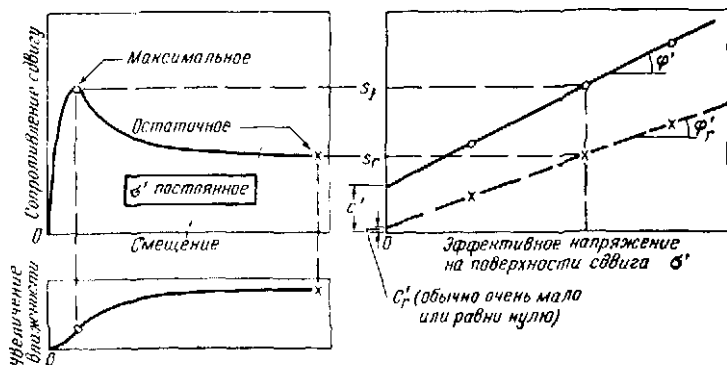 Сопротивление сдвигу
Максимальное
Остаточное
σ' постоянное
0
Смещение
Увеличение
влажности
0
s_f
s_r
c'
φ'
φ'_r
0
Эффективное напряжение
на поверхности сдвига σ'
C'_r (обычно очень мало
или равни нулю)